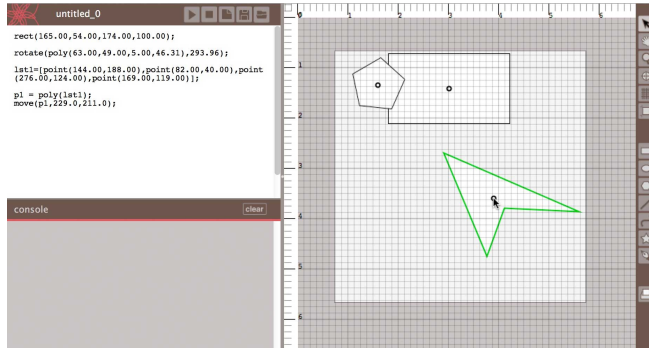 untitled_0
rect(165.00,54.00,174.00,100.00);
rotate(poly(63.00,49.00,5.00,46.31),293.96);
lst1=[point(144.00,188.00),point(82.00,40.00),point
(276.00,124.00),point(169.00,119.00)];
p1 = poly(lst1);
move(p1,229.0,211.0);
console
clear
0
1
2
3
4
5
6
1
2
3
4
5
6